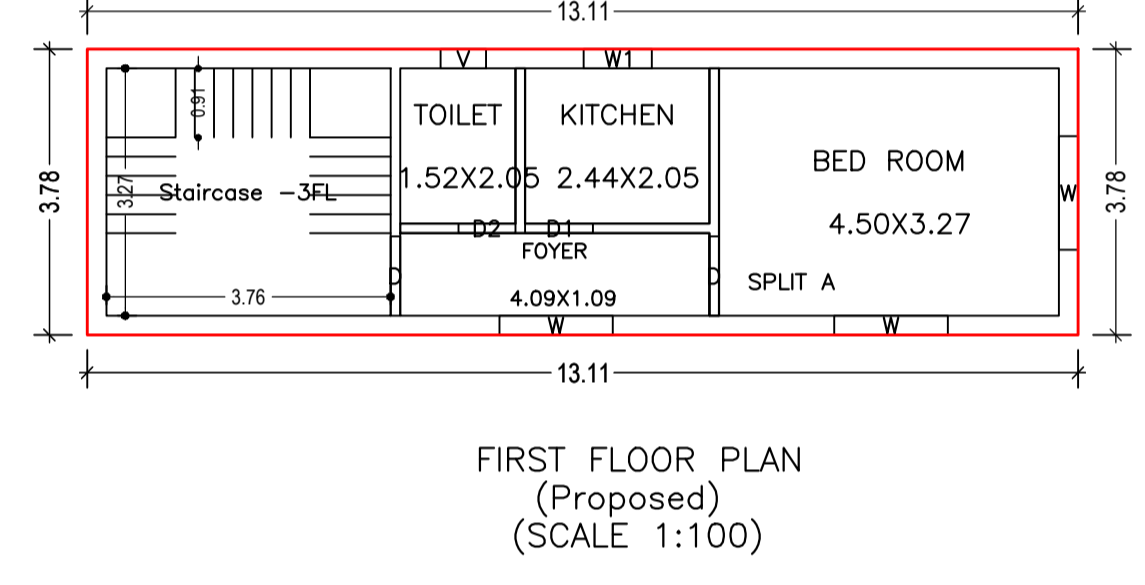 13.11
V
W1
0.91
TOILET
KITCHEN
BED ROOM
3.78
3.27
Staircase -3FL
1.52X2.05
2.44X2.05
W
3.78
4.50X3.27
D2
D1
FOYER
D
D
SPLIT A
3.76
4.09X1.09
W
W
13.11
FIRST FLOOR PLAN
(Proposed)
(SCALE 1:100)